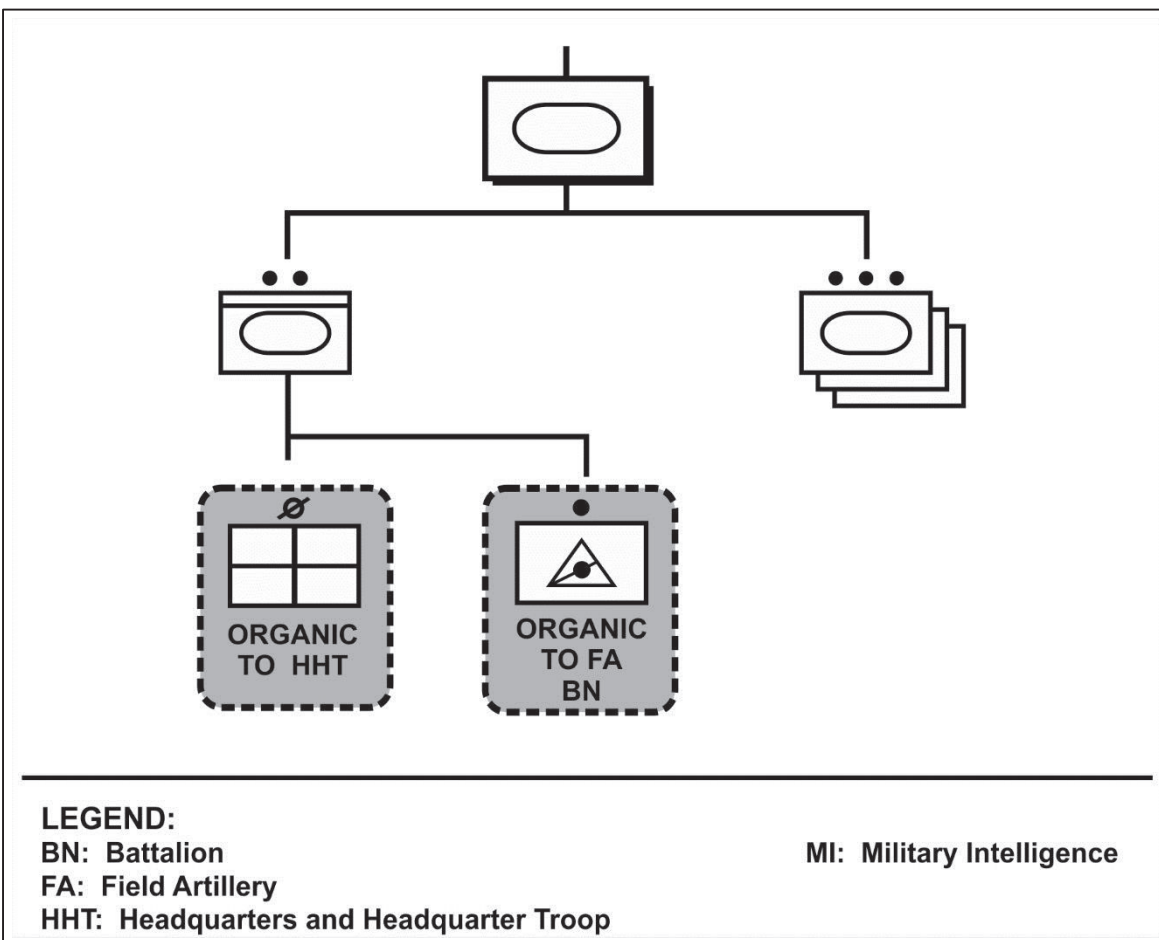 ORGANIC
TO HHT
ORGANIC
TO FA
BN
LEGEND:
BN: Battalion
MI: Military Intelligence
FA: Field Artillery
HHT: Headquarters and Headquarter Troop